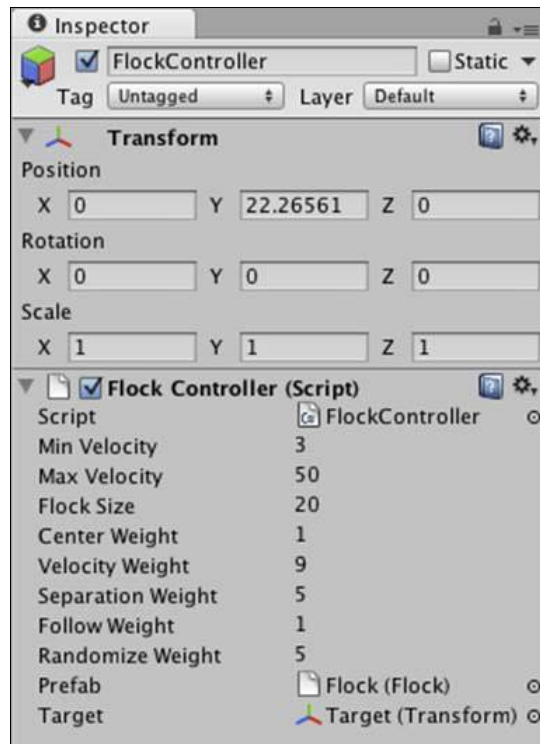 Inspector
FlockController Static
Tag Untagged Layer Default
Transform
Position
X 0 Y 22.26561 Z 0
Rotation
X 0 Y 0 Z 0
Scale
X 1 Y 1 Z 1
Flock Controller (Script)
Script FlockController
Min Velocity 3
Max Velocity 50
Flock Size 20
Center Weight 1
Velocity Weight 9
Separation Weight 5
Follow Weight 1
Randomize Weight 5
Prefab Flock (Flock)
Target Target (Transform)